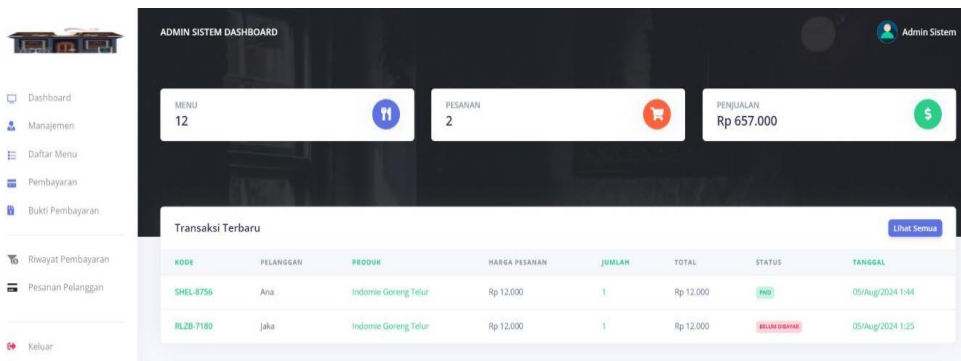 ADMIN SISTEM DASHBOARD
Admin Sistem
Dashboard
Manajemen
Daftar Menu
Pembayaran
Bukti Pembayaran
Riwayat Pembayaran
Pesanan Pelanggan
Keluar
MENU
12
PESANAN
2
PENJUALAN
Rp 657.000
Transaksi Terbaru
Lihat Semua
KODE PELANGGAN PRODUK HARGA PESANAN JUMLAH TOTAL STATUS TANGGAL
SHEL-8756 Ana Indomie Goreng Telur Rp 12.000 1 Rp 12.000 PAID 05/Aug/2024 1:44
RLZB-7180 Jaka Indomie Goreng Telur Rp 12.000 1 Rp 12.000 BELUM DIBAYAR 05/Aug/2024 1:25